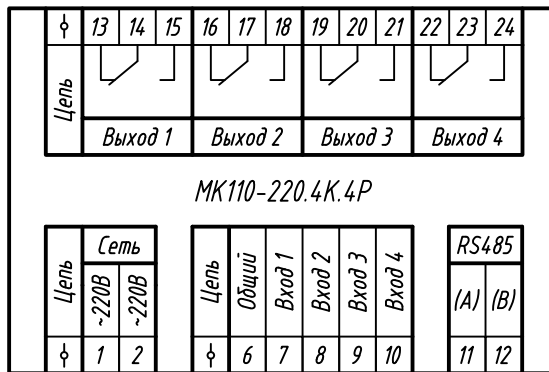 13 14 15 16 17 18 19 20 21 22 23 24
Цепь
Выход 1 Выход 2 Выход 3 Выход 4
МК110-220.4К.4Р
Цепь Сеть ~220В ~220В
1 2
Цепь Общий Вход 1 Вход 2 Вход 3 Вход 4
6 7 8 9 10
RS485
(А) (В)
11 12